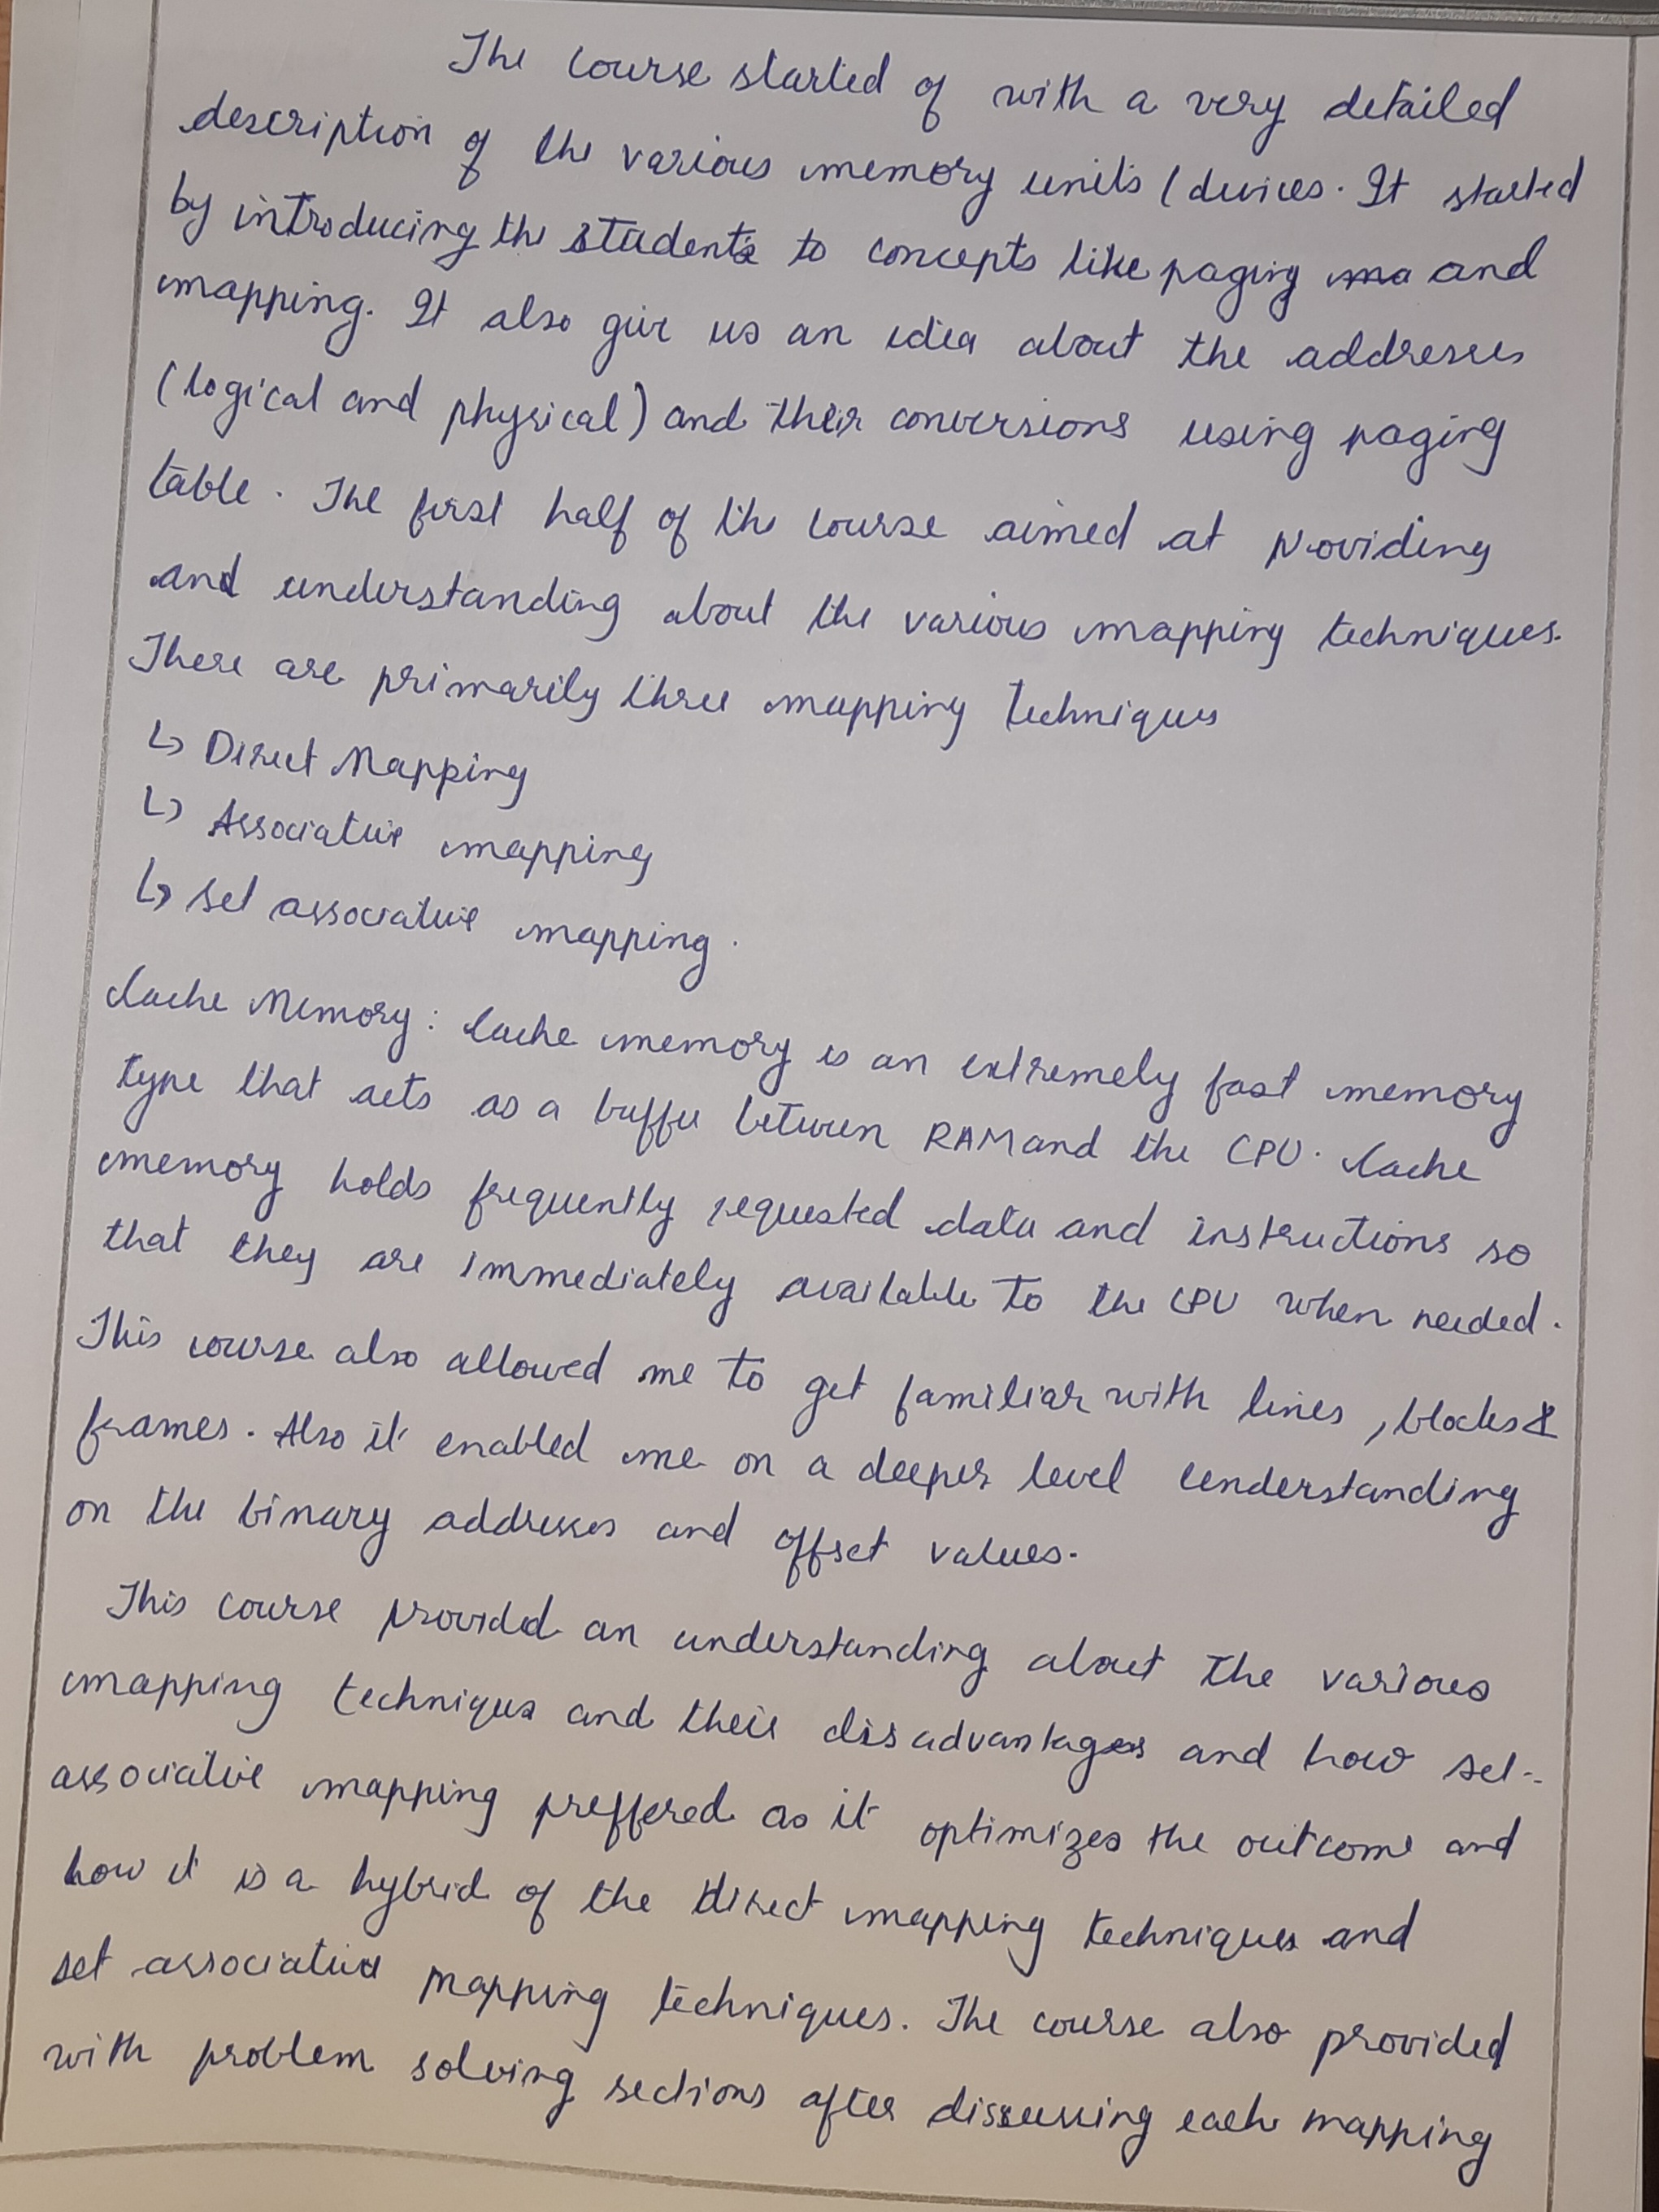 The course started of with a very detailed
description of the various memory units / devices. It started
by introducing the students to concepts like paging ma and
mapping. It also give us an idea about the addresses
(logical and physical) and their conversions using paging
table. The first half of the course aimed at providing
and understanding about the various mapping techniques.
There are primarily three mapping techniques
↳ Direct Mapping
↳ Associative mapping
↳ Set associative mapping.
Cache Memory: Cache memory is an extremely fast memory
type that acts as a buffer between RAM and the CPU. Cache
memory holds frequently requested data and instructions so
that they are immediately available to the CPU when needed.
This course also allowed me to get familiar with lines, blocks &
frames. Also it enabled me on a deeper level understanding
on the binary addresses and offset values.
This course provided an understanding about the various
mapping techniques and their disadvantages and how set-
associative mapping preffered as it optimizes the outcome and
how it is a hybrid of the direct mapping techniques and
set associative mapping techniques. The course also provided
with problem solving sections after discussing each mapping